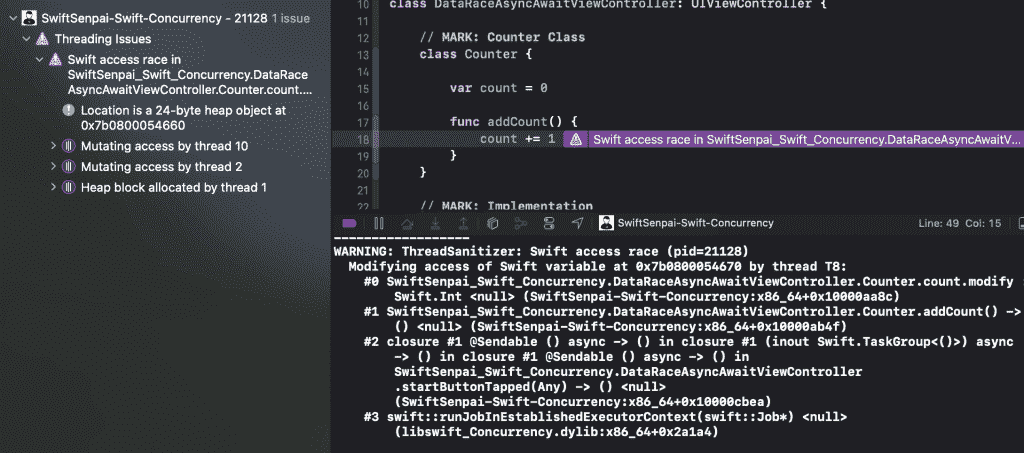 SwiftSenpai-Swift-Concurrency - 21128 1 issue
Threading Issues
Swift access race in
SwiftSenpai_Swift_Concurrency.DataRace
AsyncAwaitViewController.Counter.count....
Location is a 24-byte heap object at
0x7b0800054660
Mutating access by thread 10
Mutating access by thread 2
Heap block allocated by thread 1
10 class DataRaceAsyncAwaitViewController: UIViewController {
11
12 // MARK: Counter Class
13 class Counter {
14
15 var count = 0
16
17 func addCount() {
18 count += 1 Swift access race in SwiftSenpai_Swift_Concurrency.DataRaceAsyncAwaitV...
19 }
20 }
21
22 // MARK: Implementation
SwiftSenpai-Swift-Concurrency Line: 49 Col: 15
==================
WARNING: ThreadSanitizer: Swift access race (pid=21128)
Modifying access of Swift variable at 0x7b0800054670 by thread T8:
#0 SwiftSenpai_Swift_Concurrency.DataRaceAsyncAwaitViewController.Counter.count.modify :
Swift.Int <null> (SwiftSenpai-Swift-Concurrency:x86_64+0x10000aa8c)
#1 SwiftSenpai_Swift_Concurrency.DataRaceAsyncAwaitViewController.Counter.addCount() ->
() <null> (SwiftSenpai-Swift-Concurrency:x86_64+0x10000ab4f)
#2 closure #1 @Sendable () async -> () in closure #1 (inout Swift.TaskGroup<()>) async
-> () in closure #1 @Sendable () async -> () in
SwiftSenpai_Swift_Concurrency.DataRaceAsyncAwaitViewController
.startButtonTapped(Any) -> () <null>
(SwiftSenpai-Swift-Concurrency:x86_64+0x10000cbea)
#3 swift::runJobInEstablishedExecutorContext(swift::Job*) <null>
(libswift_Concurrency.dylib:x86_64+0x2a1a4)